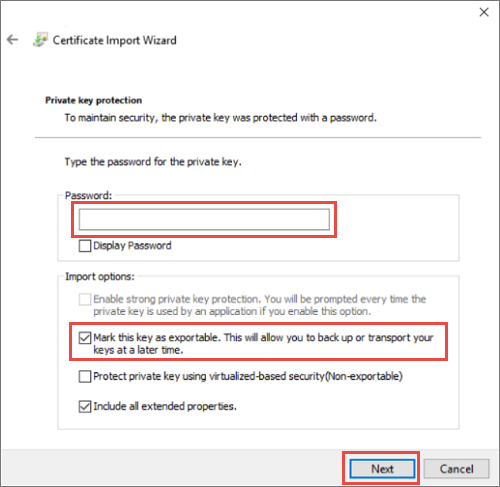 Certificate Import Wizard
Private key protection
To maintain security, the private key was protected with a password.
Type the password for the private key.
Password:
Display Password
Import options:
Enable strong private key protection. You will be prompted every time the
private key is used by an application if you enable this option.
Mark this key as exportable. This will allow you to back up or transport your
keys at a later time.
Protect private key using virtualized-based security(Non-exportable)
Include all extended properties.
Next
Cancel